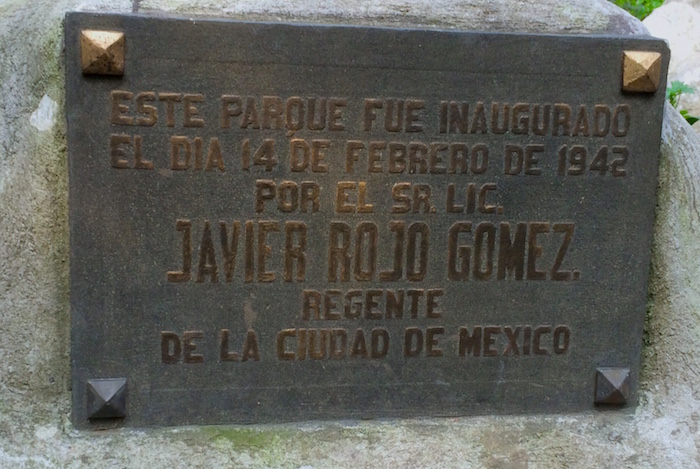 ESTE PARQUE FUE INAUGURADO
EL DIA 14 DE FEBRERO DE 1942
POR EL SR. LIC.
JAVIER ROJO GOMEZ.
REGENTE
DE LA CIUDAD DE MEXICO